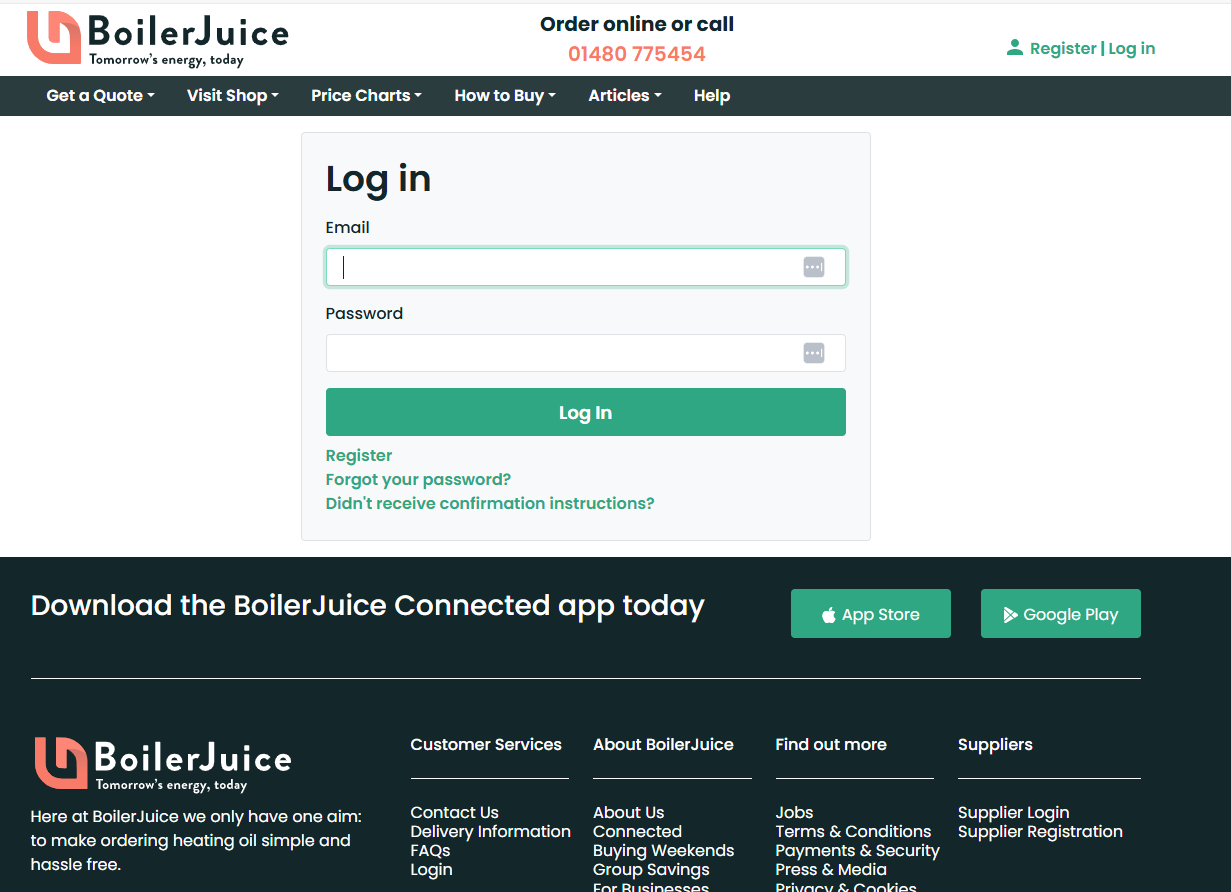 BoilerJuice
Tomorrow's energy, today
Order online or call
01480 775454
Register | Log in
Get a Quote
Visit Shop
Price Charts
How to Buy
Articles
Help
Log in
Email
Password
Log In
Register
Forgot your password?
Didn't receive confirmation instructions?
Download the BoilerJuice Connected app today
App Store
Google Play
BoilerJuice
Tomorrow's energy, today
Here at BoilerJuice we only have one aim:
to make ordering heating oil simple and
hassle free.
Customer Services
Contact Us
Delivery Information
FAQs
Login
About BoilerJuice
About Us
Connected
Buying Weekends
Group Savings
For Businesses
Find out more
Jobs
Terms & Conditions
Payments & Security
Press & Media
Privacy & Cookies
Suppliers
Supplier Login
Supplier Registration